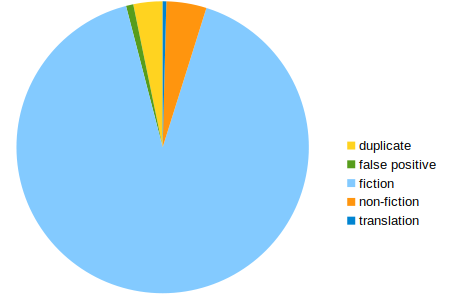 duplicate
false positive
fiction
non-fiction
translation